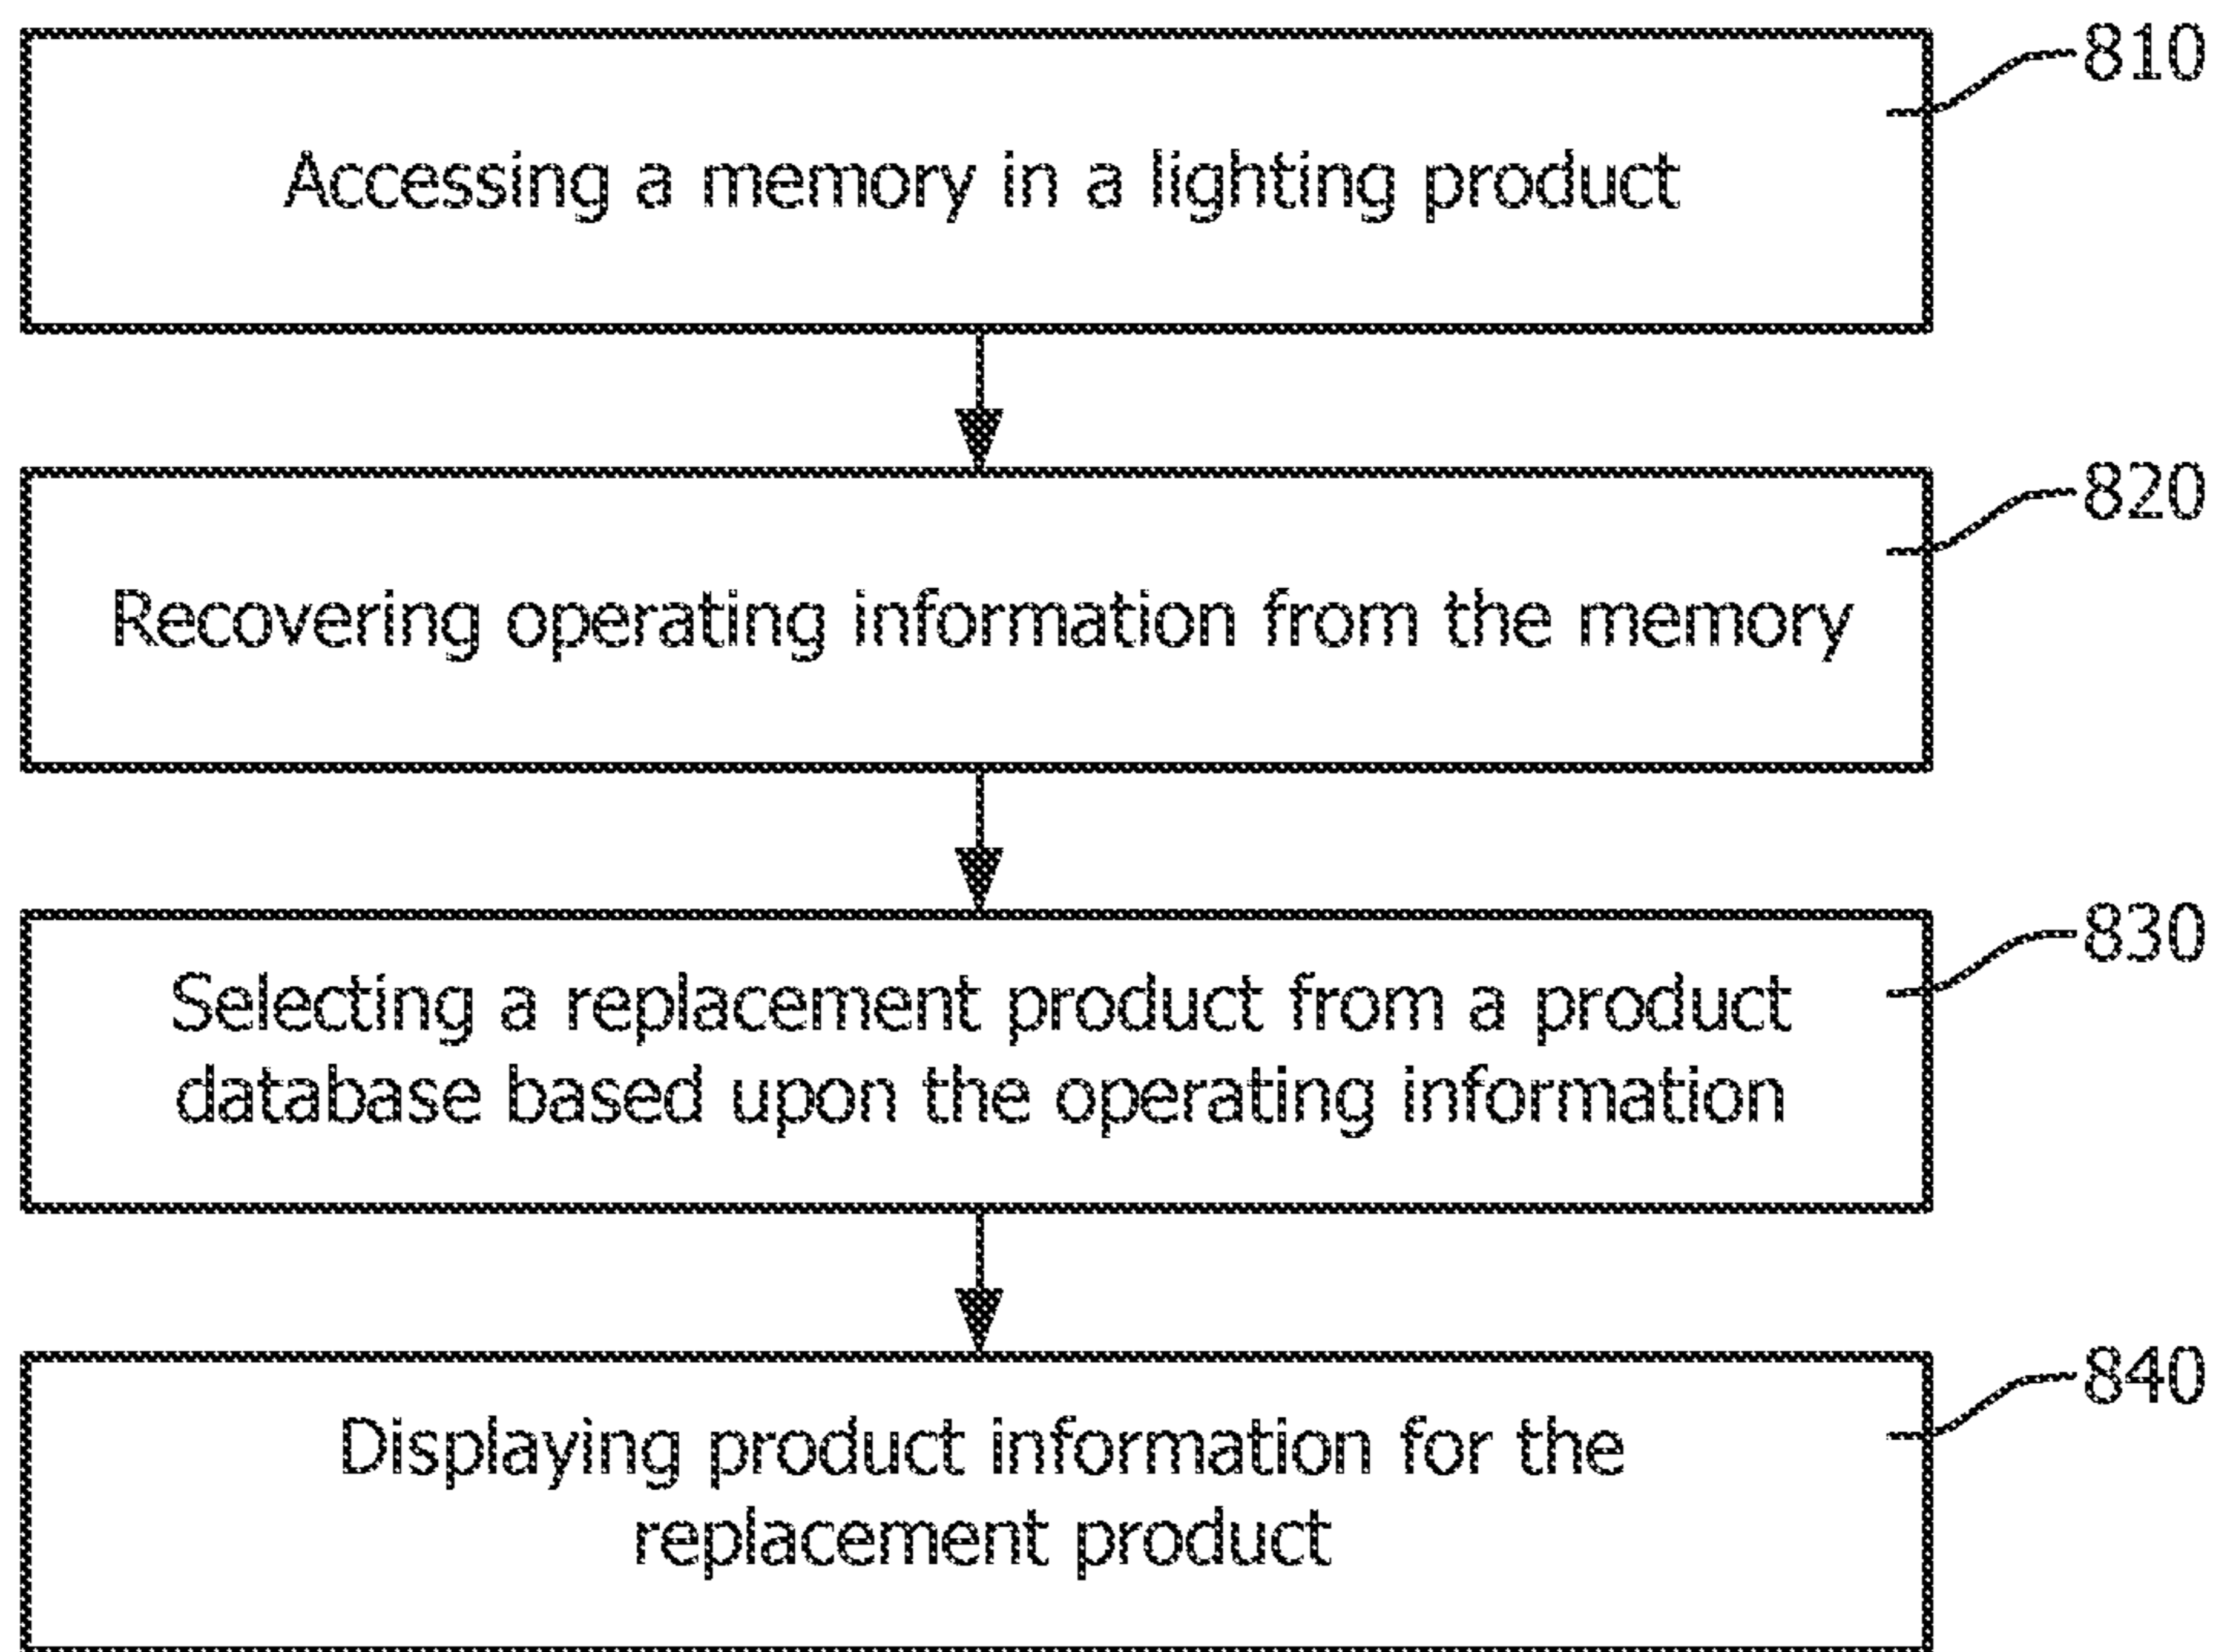 810
Accessing a memory in a lighting product
820
Recovering operating information from the memory
830
Selecting a replacement product from a product
database based upon the operating information
840
Displaying product information for the
replacement product